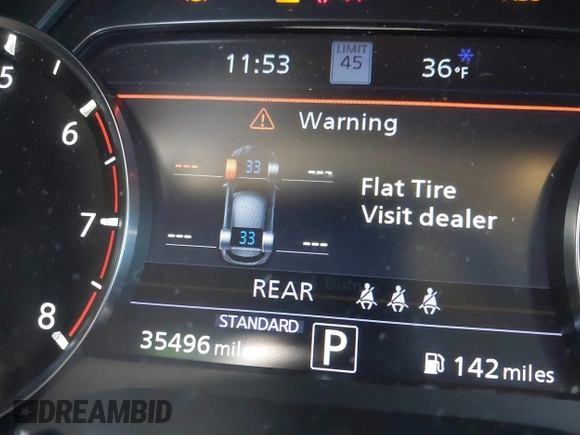 11:53
LIMIT
45
36°F
5
6
Warning
--- 33 ---
Flat Tire
Visit dealer
7
--- 33 ---
REAR
8
STANDARD
35496 miles
P
142 miles
DREAMBID